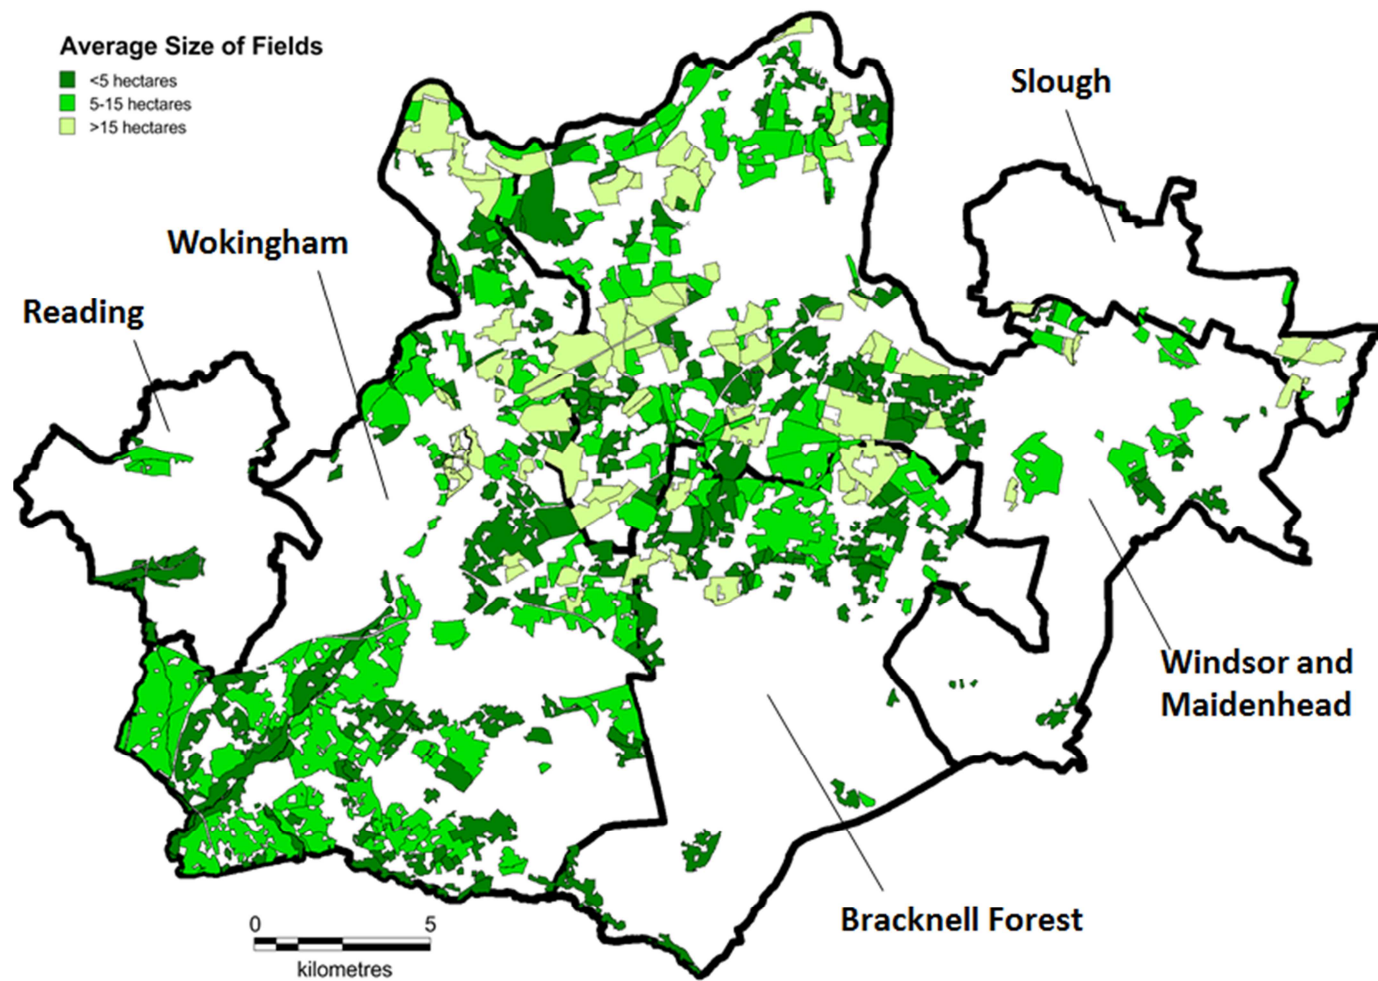 Average Size of Fields
<5 hectares
5-15 hectares
>15 hectares
Slough
Wokingham
Reading
Windsor and
Maidenhead
Bracknell Forest
0 5
kilometres